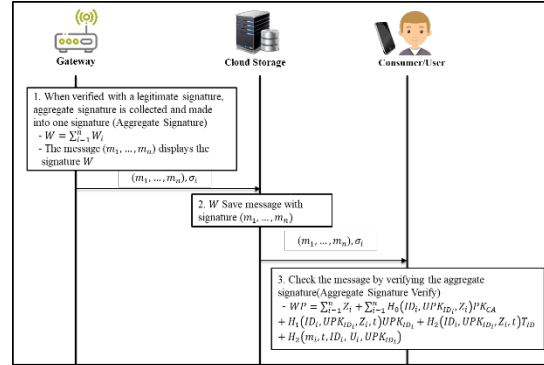 Gateway
Cloud Storage
Consumer/User
1. When verified with a legitimate signature,
aggregate signature is collected and made
into one signature (Aggregate Signature)
- W = ∑ⁿᵢ₌₁ Wᵢ
- The message (m₁, ..., mₙ) displays the
signature W
(m₁, ..., mₙ), σᵢ
2. W Save message with
signature (m₁, ..., mₙ)
(m₁, ..., mₙ), σᵢ
3. Check the message by verifying the aggregate
signature(Aggregate Signature Verify)
- WP = ∑ⁿᵢ₌₁ Zᵢ + ∑ⁿᵢ₌₁ H₀(IDᵢ, UPK_IDᵢ, Zᵢ)PK_CA
+ H₁(IDᵢ, UPK_IDᵢ, Zᵢ, t)UPK_IDᵢ + H₂(IDᵢ, UPK_IDᵢ, Zᵢ, t)T_ID
+ H₂(mᵢ, t, IDᵢ, Uᵢ, UPK_IDᵢ)